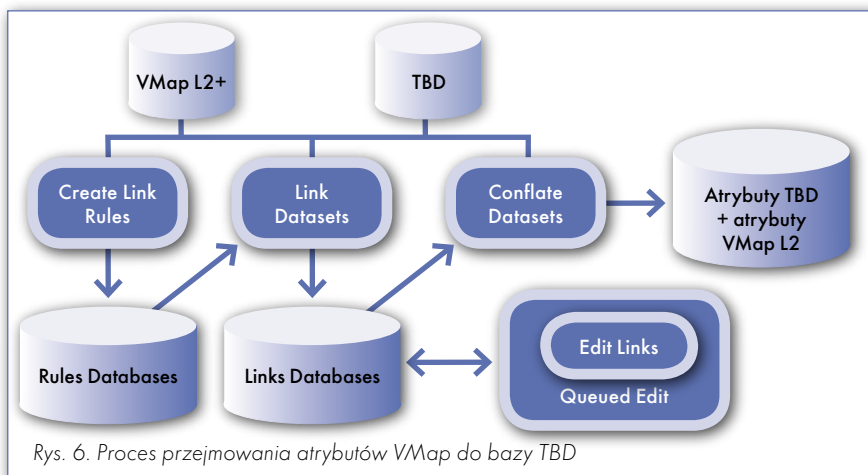 VMap L2+
TBD
Create Link
Rules
Link
Datasets
Conflate
Datasets
Atrybuty TBD
+ atrybuty
VMap L2
Rules Databases
Links Databases
Edit Links
Queued Edit
Rys. 6. Proces przejmowania atrybutów VMap do bazy TBD